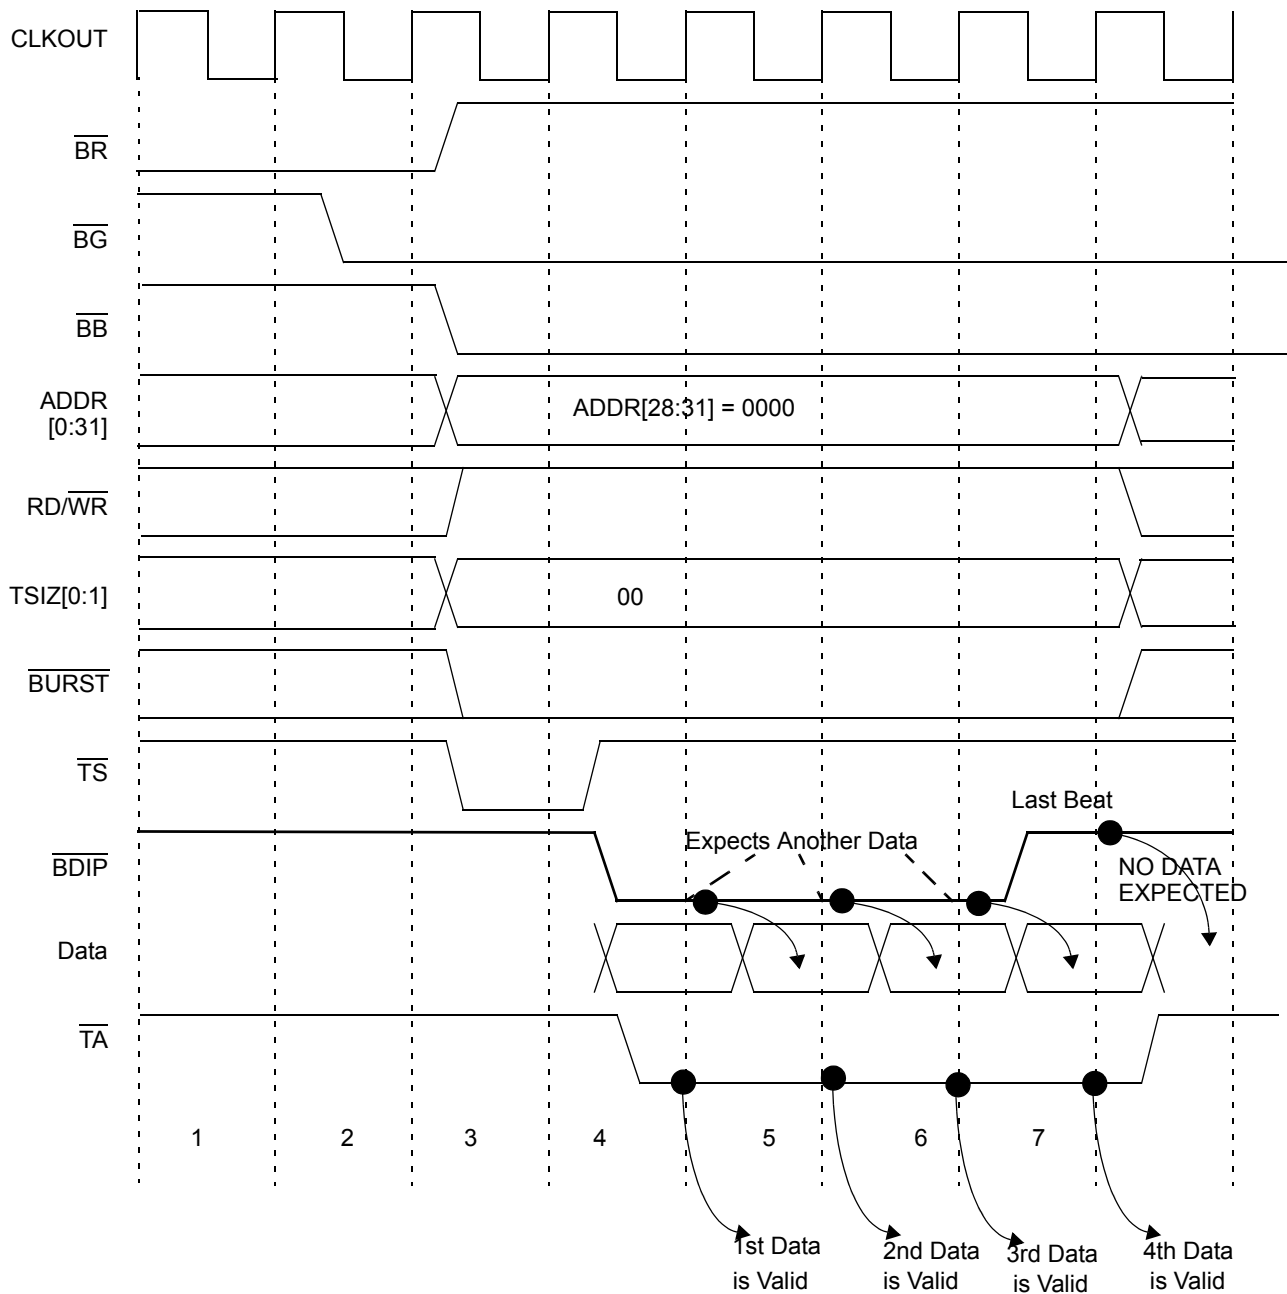 CLKOUT
BR
BG
BB
ADDR
[0:31]
ADDR[28:31] = 0000
RD/WR
TSIZ[0:1]
00
BURST
TS
Last Beat
BDIP
Expects Another Data
NO DATA
EXPECTED
Data
TA
1 2 3 4 5 6 7
1st Data
is Valid
2nd Data
is Valid
3rd Data
is Valid
4th Data
is Valid